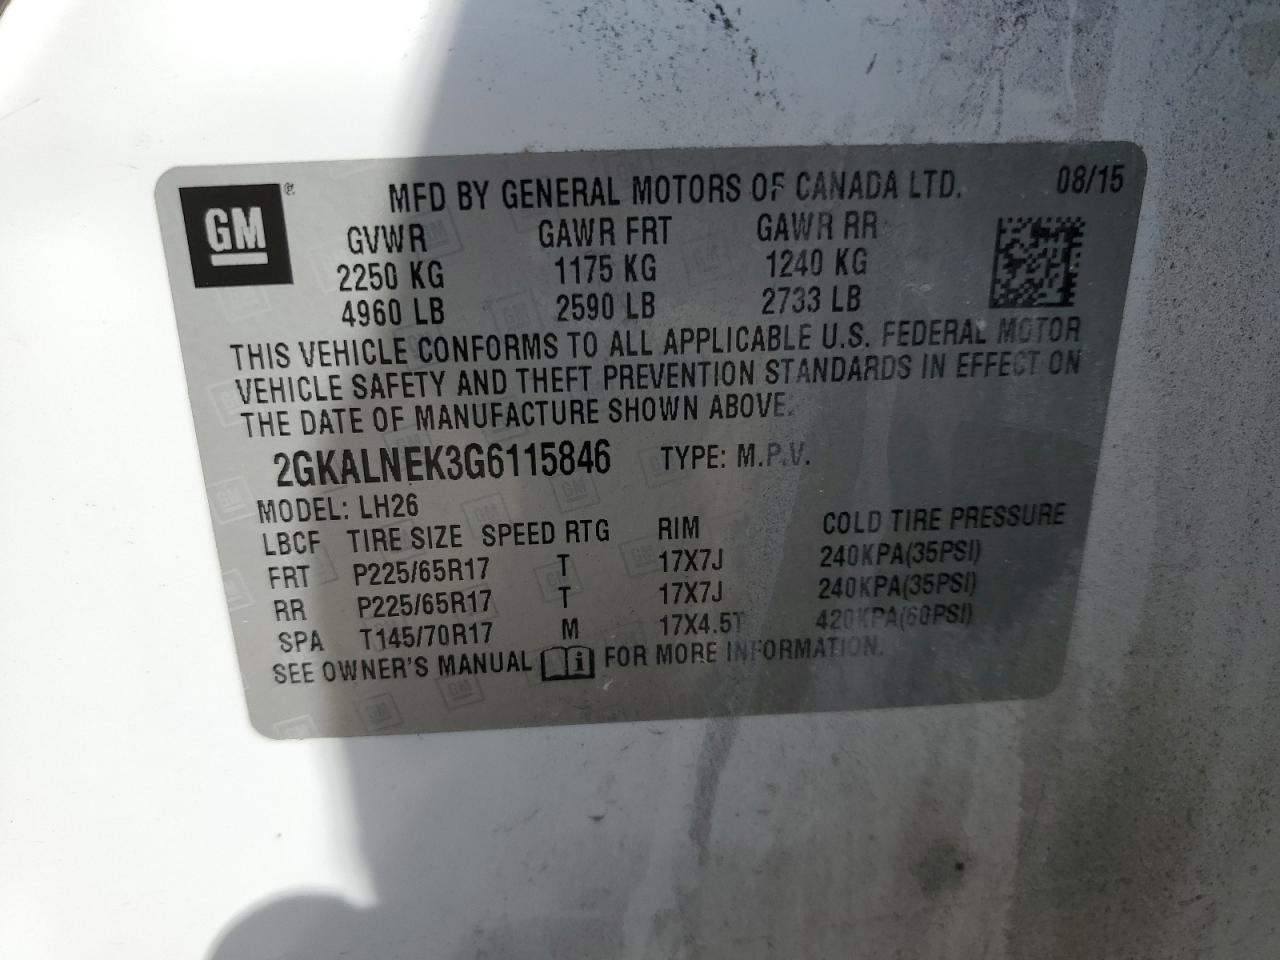 GM
MFD BY GENERAL MOTORS OF CANADA LTD. 08/15
GVWR GAWR FRT GAWR RR
2250 KG 1175 KG 1240 KG
4960 LB 2590 LB 2733 LB
THIS VEHICLE CONFORMS TO ALL APPLICABLE U.S. FEDERAL MOTOR
VEHICLE SAFETY AND THEFT PREVENTION STANDARDS IN EFFECT ON
THE DATE OF MANUFACTURE SHOWN ABOVE.
2GKALNEK3G6115846 TYPE: M.P.V.
MODEL: LH26
LBCF TIRE SIZE SPEED RTG RIM COLD TIRE PRESSURE
FRT P225/65R17 T 17X7J 240KPA(35PSI)
RR P225/65R17 T 17X7J 240KPA(35PSI)
SPA T145/70R17 M 17X4.5T 420KPA(60PSI)
SEE OWNER'S MANUAL i FOR MORE INFORMATION.